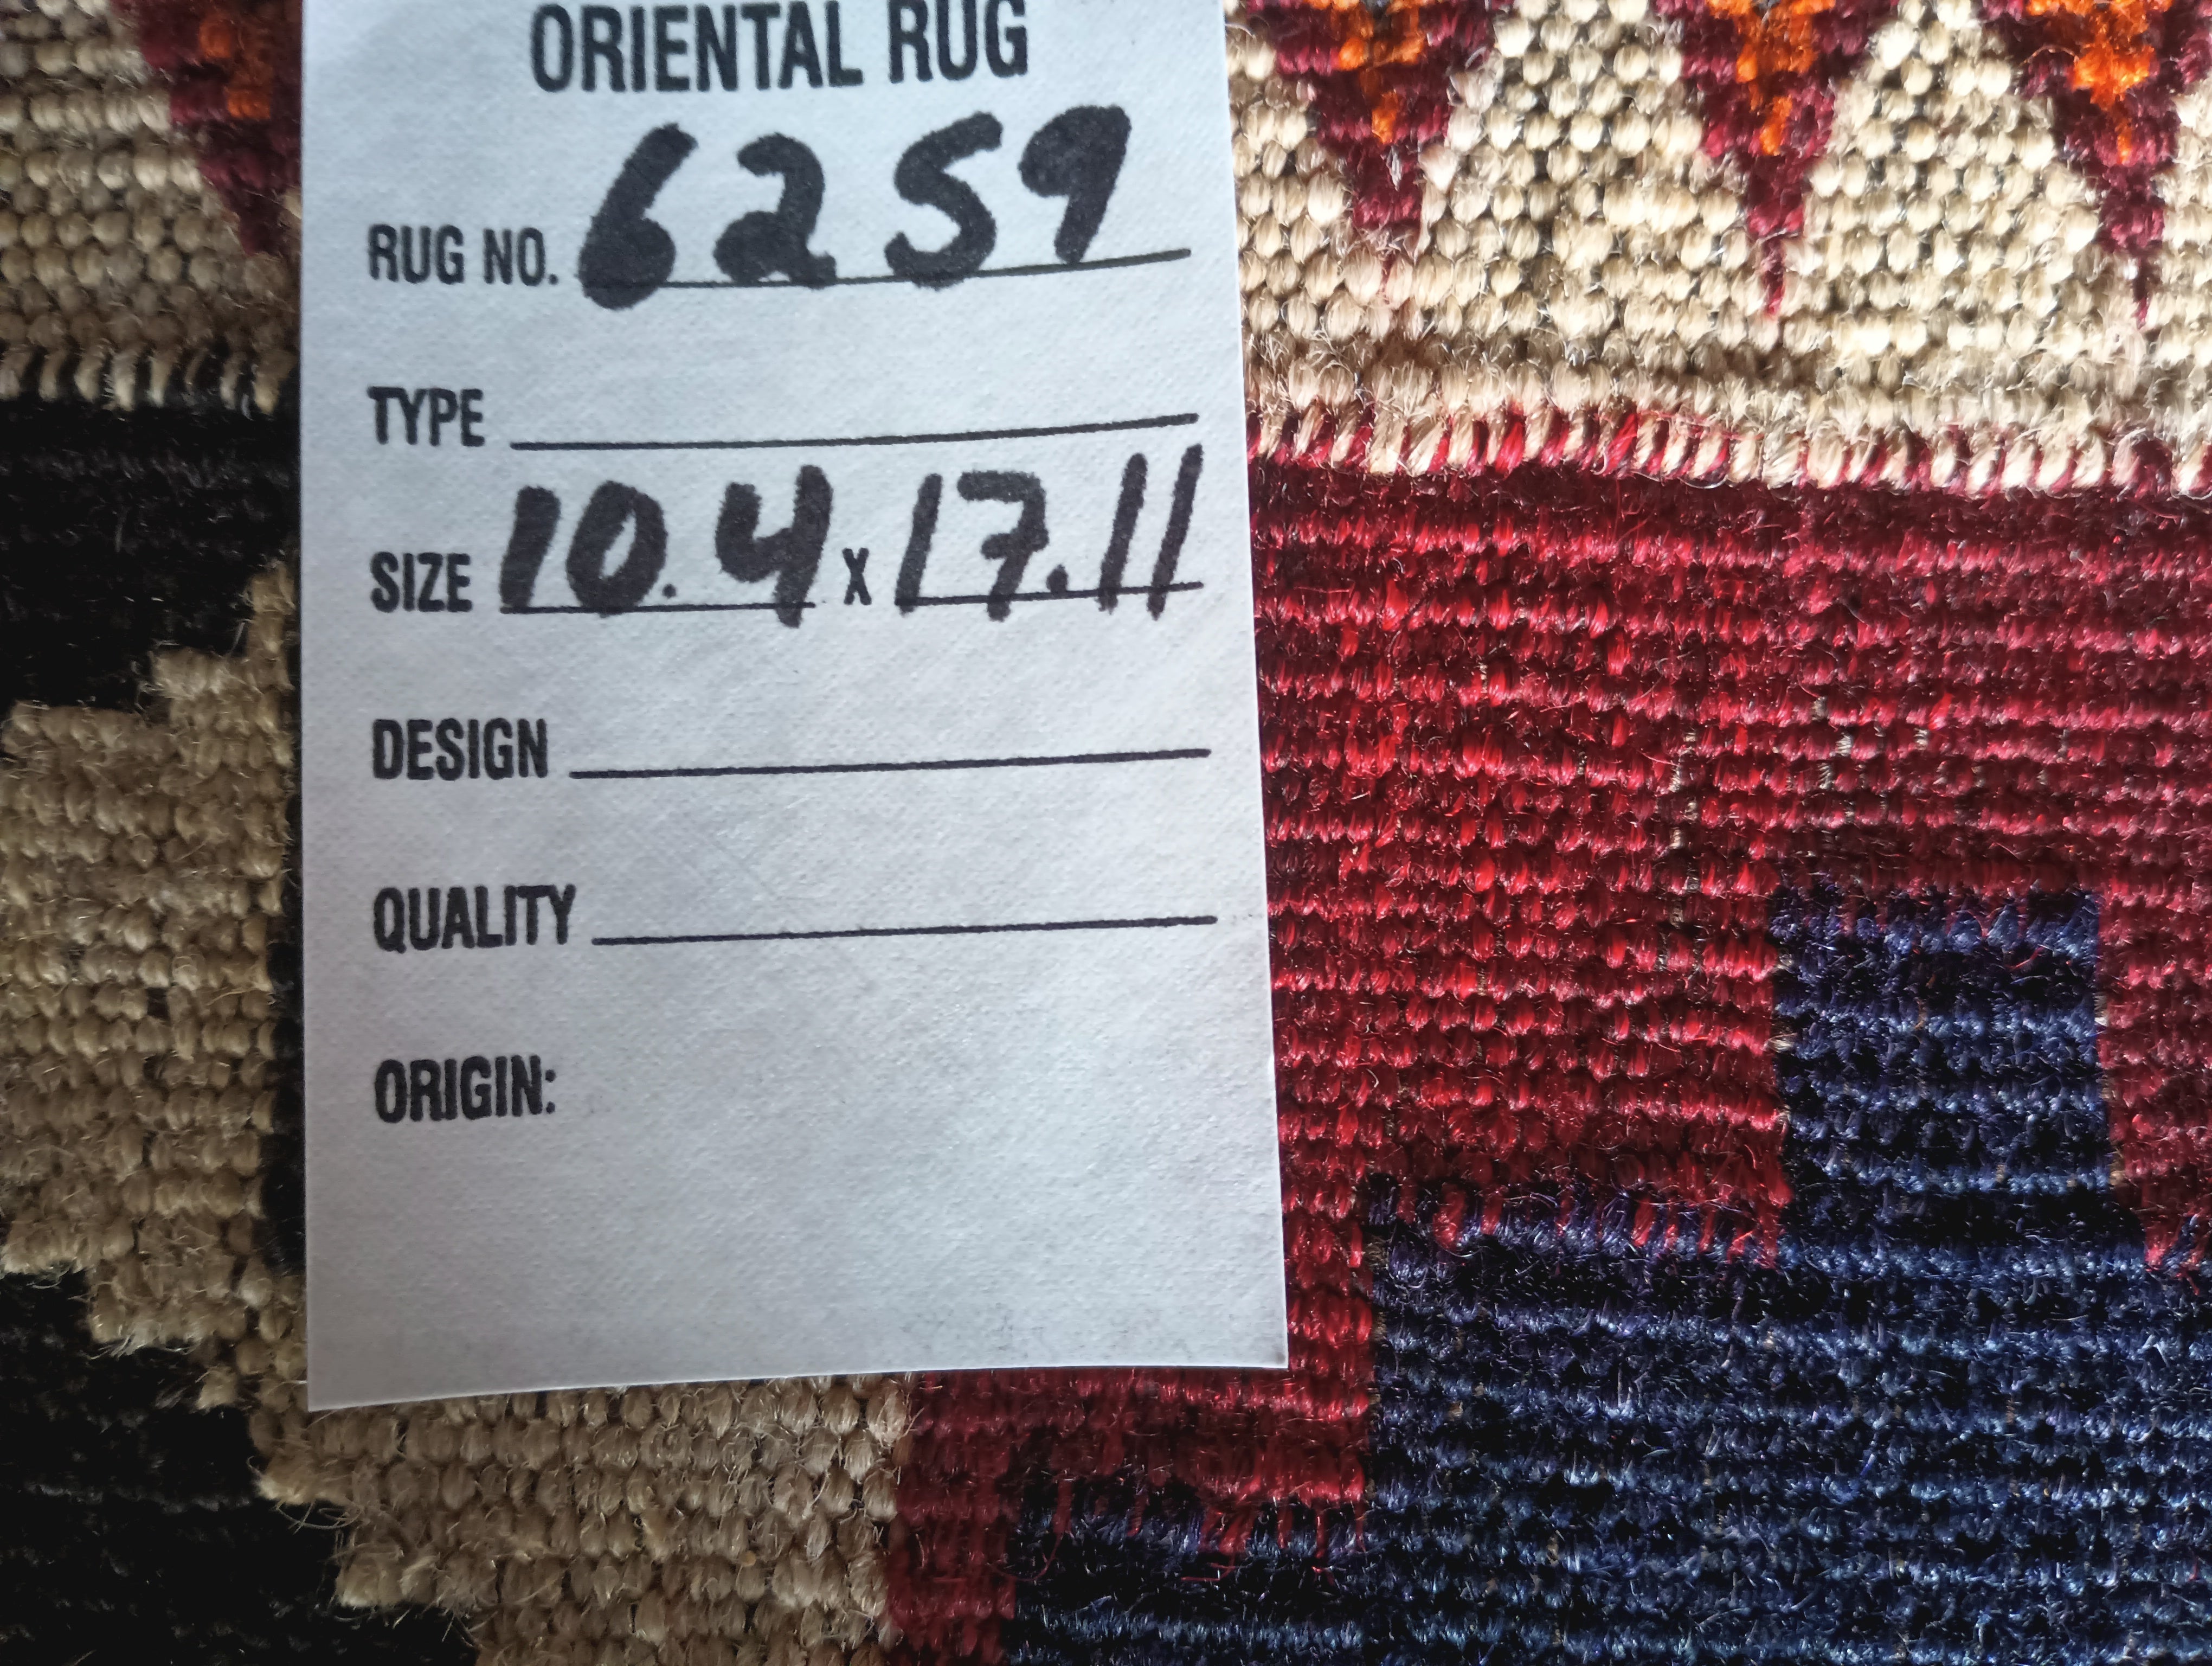 ORIENTAL RUG
RUG NO. 6259
TYPE
SIZE 10.4 x 17.11
DESIGN
QUALITY
ORIGIN: